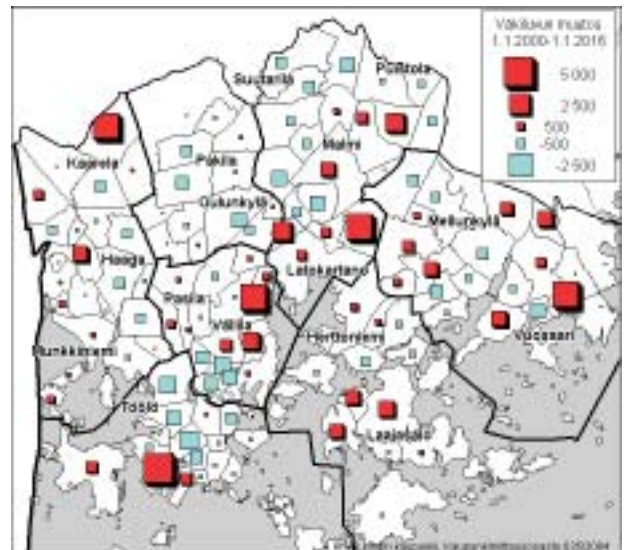 Väkiluvun muutos
1.1.2000-1.1.2016
5 000
2 500
500
-500
-2 500
Suutarila
Puistola
Malmi
Kaarela
Pakila
Oulunkylä
Mellunkylä
Haaga
Latokartano
Pasila
Vallila
Herttoniemi
Vuosaari
Munkkiniemi
Töölö
Laajasalo